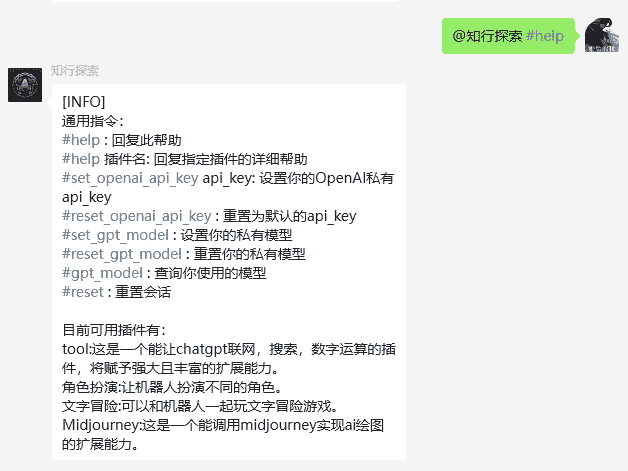 @知行探索 #help
知行探索
[INFO]
通用指令：
#help : 回复此帮助
#help 插件名: 回复指定插件的详细帮助
#set_openai_api_key api_key: 设置你的OpenAI私有
api_key
#reset_openai_api_key : 重置为默认的api_key
#set_gpt_model : 设置你的私有模型
#reset_gpt_model : 重置你的私有模型
#gpt_model : 查询你使用的模型
#reset : 重置会话
目前可用插件有：
tool:这是一个能让chatgpt联网，搜索，数字运算的插
件，将赋予强大且丰富的扩展能力。
角色扮演:让机器人扮演不同的角色。
文字冒险:可以和机器人一起玩文字冒险游戏。
Midjourney:这是一个能调用midjourney实现ai绘图
的扩展能力。